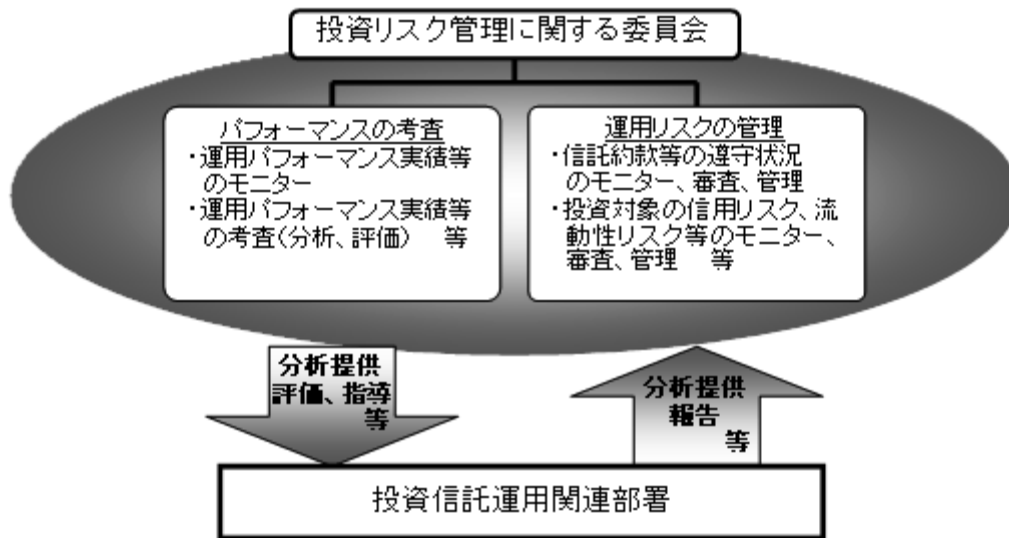 投資リスク管理に関する委員会
パフォーマンスの考査
・運用パフォーマンス実績等
のモニター
・運用パフォーマンス実績等
の考査(分析、評価)　等
運用リスクの管理
・信託約款等の遵守状況
のモニター、審査、管理
・投資対象の信用リスク、流
動性リスク等のモニター、
審査、管理　等
分析提供
評価、指導
等
分析提供
報告
等
投資信託運用関連部署